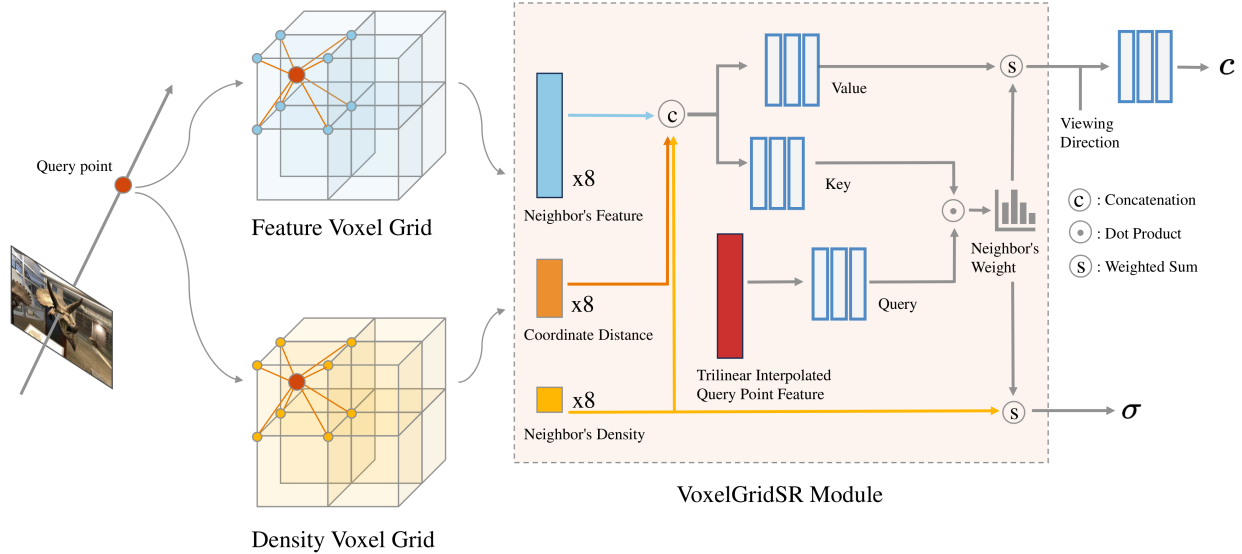 Query point
Feature Voxel Grid
Density Voxel Grid
x8
Neighbor's Feature
x8
Coordinate Distance
x8
Neighbor's Density
c
Value
Key
Trilinear Interpolated
Query Point Feature
Query
Neighbor's
Weight
s
s
Viewing
Direction
c
σ
c : Concatenation
: Dot Product
s : Weighted Sum
VoxelGridSR Module